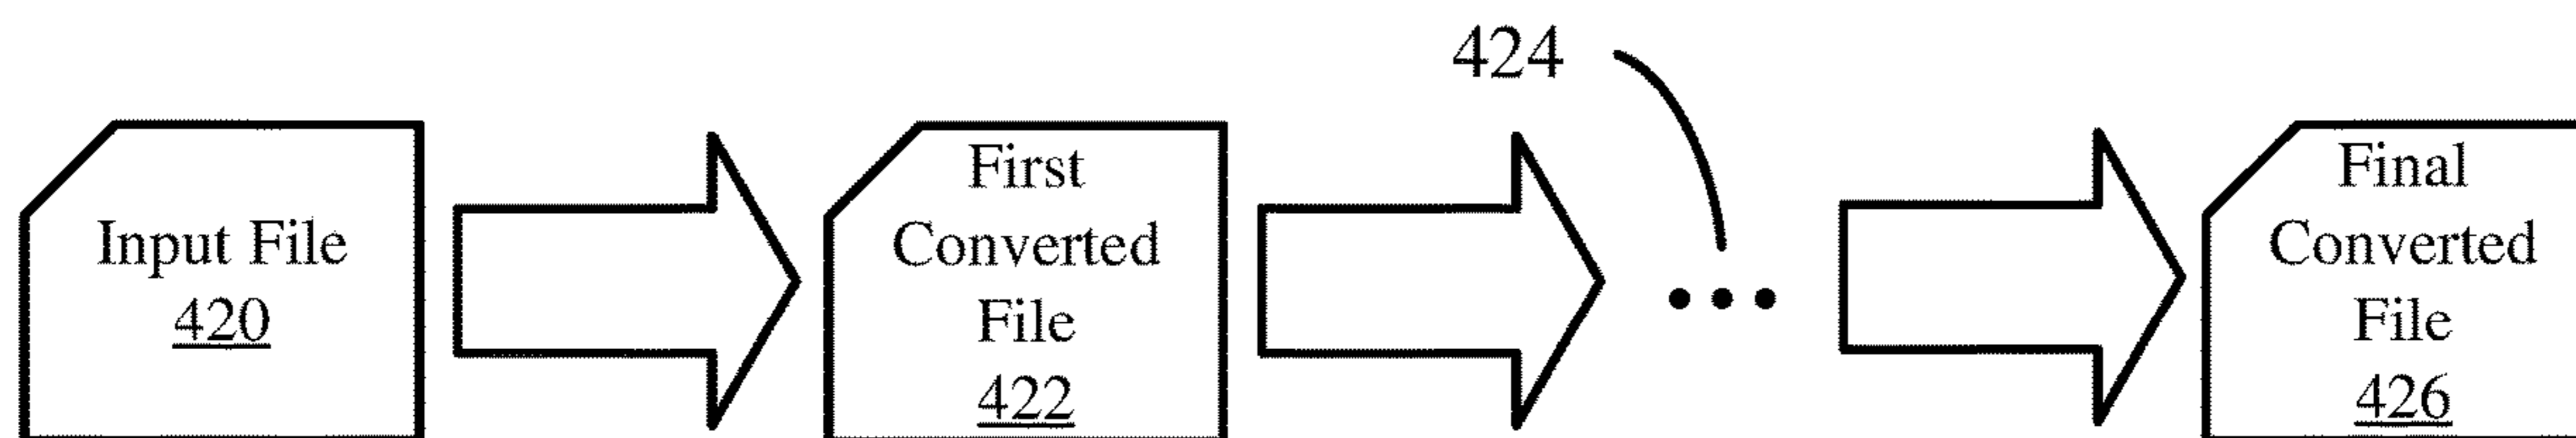 424
Input File
420
First
Converted
File
422
Final
Converted
File
426